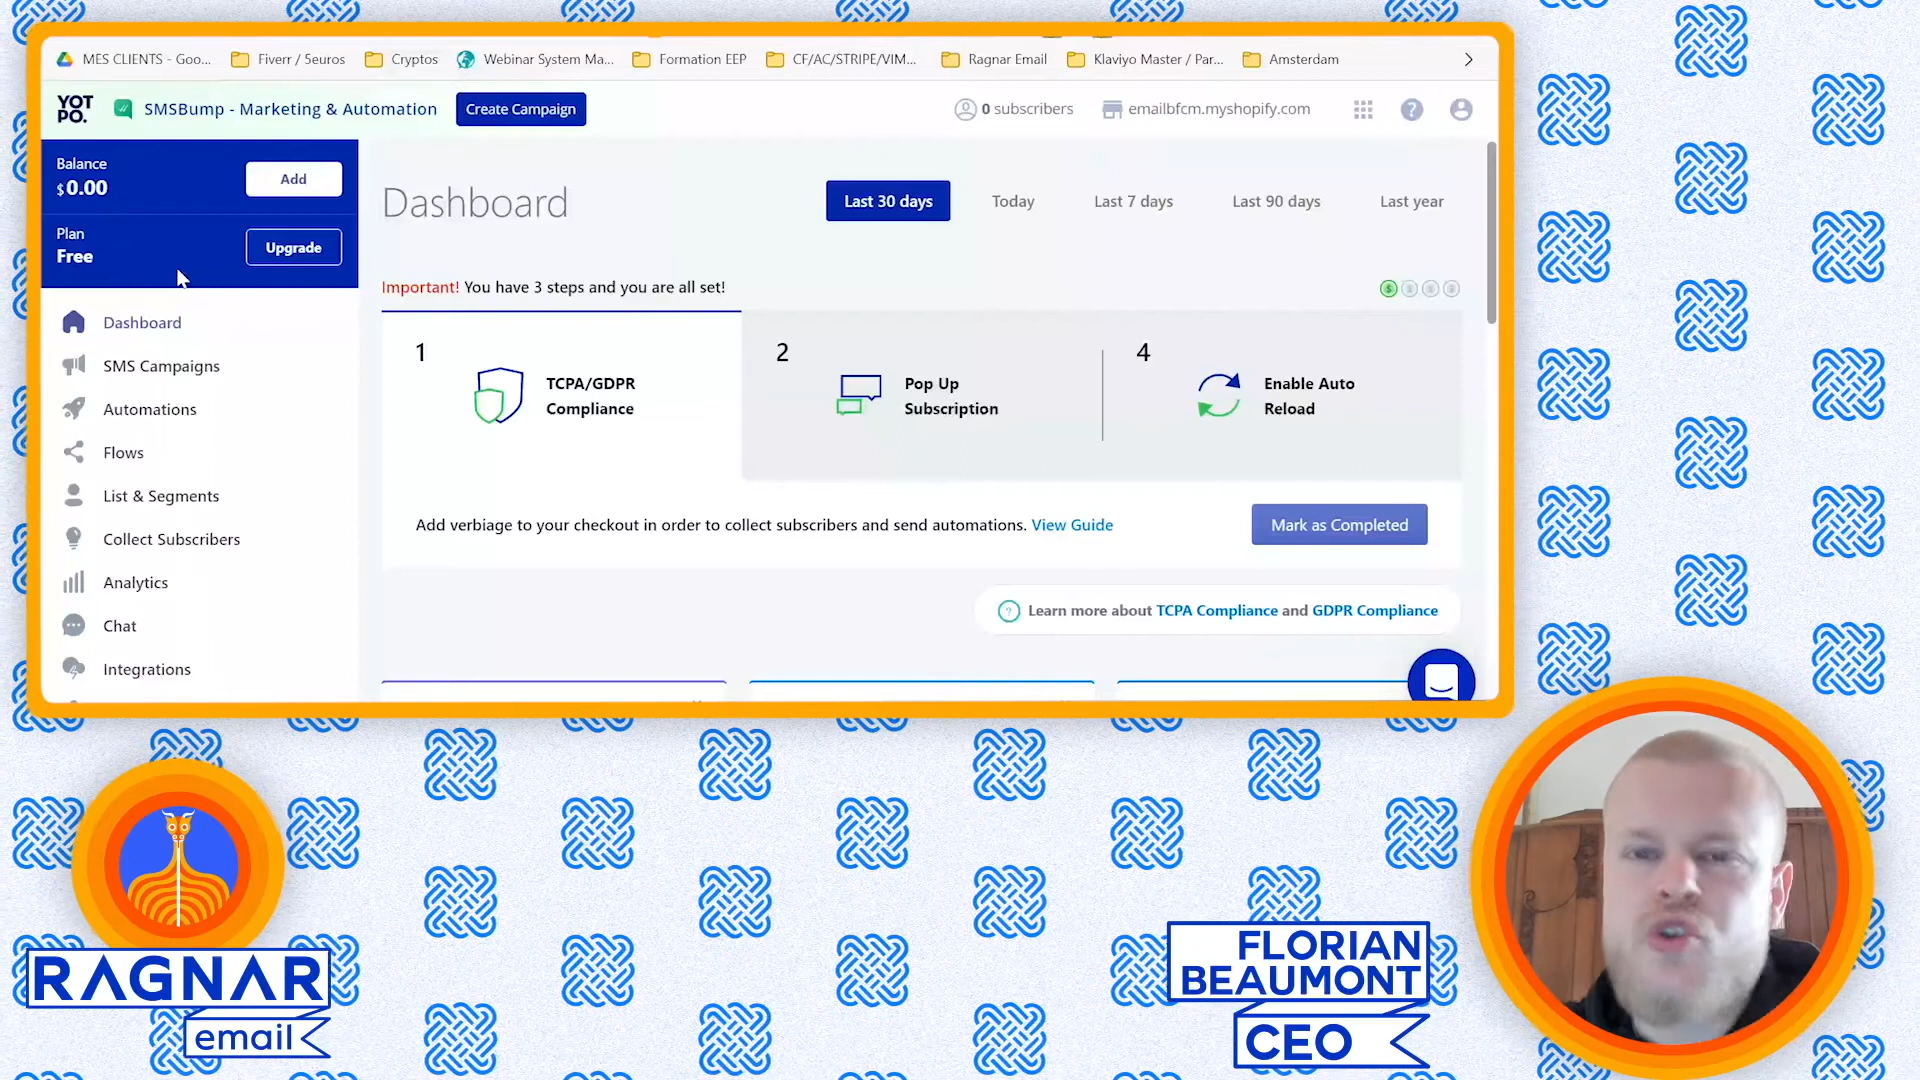 MES CLIENTS - Goo...
Fiverr / 5euros
Cryptos
Webinar System Ma...
Formation EEP
CF/AC/STRIPE/VIM...
Ragnar Email
Klaviyo Master / Par...
Amsterdam
YOTPO.
SMSBump - Marketing & Automation
Create Campaign
0 subscribers
emailbfcm.myshopify.com
Balance
$0.00
Add
Plan
Free
Upgrade
Dashboard
SMS Campaigns
Automations
Flows
List & Segments
Collect Subscribers
Analytics
Chat
Integrations
Dashboard
Last 30 days
Today
Last 7 days
Last 90 days
Last year
Important! You have 3 steps and you are all set!
1
TCPA/GDPR
Compliance
2
Pop Up
Subscription
4
Enable Auto
Reload
Add verbiage to your checkout in order to collect subscribers and send automations. View Guide
Mark as Completed
Learn more about TCPA Compliance and GDPR Compliance
RAGNAR
email
FLORIAN
BEAUMONT
CEO